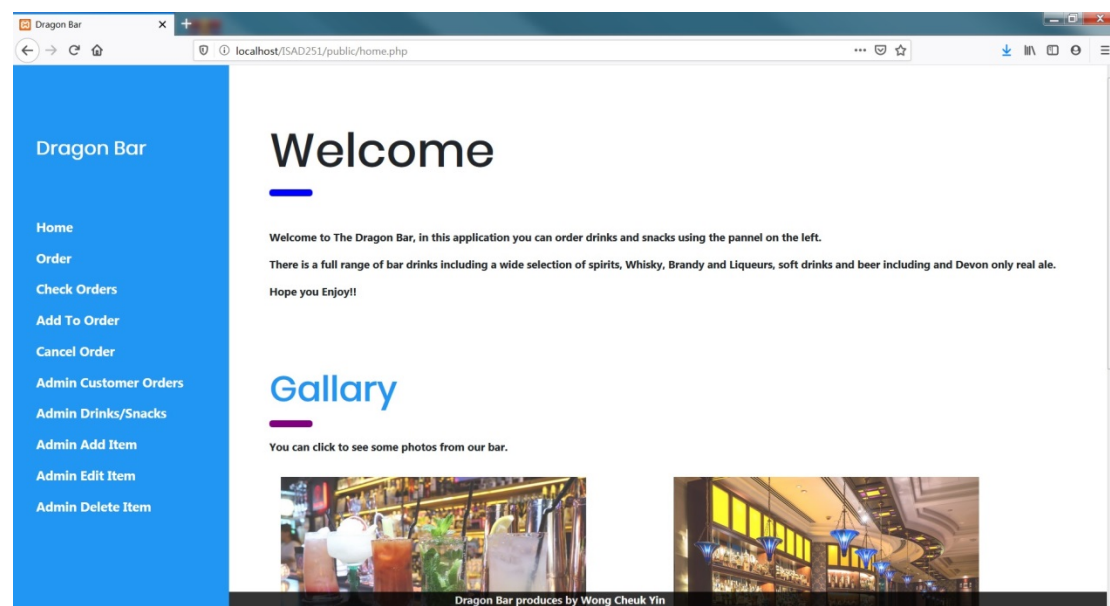 Dragon Bar
localhost/ISAD251/public/home.php
Dragon Bar
Home
Order
Check Orders
Add To Order
Cancel Order
Admin Customer Orders
Admin Drinks/Snacks
Admin Add Item
Admin Edit Item
Admin Delete Item
Welcome
Welcome to The Dragon Bar, in this application you can order drinks and snacks using the pannel on the left.
There is a full range of bar drinks including a wide selection of spirits, Whisky, Brandy and Liqueurs, soft drinks and beer including and Devon only real ale.
Hope you Enjoy!!
Gallary
You can click to see some photos from our bar.
Dragon Bar produces by Wong Cheuk Yin